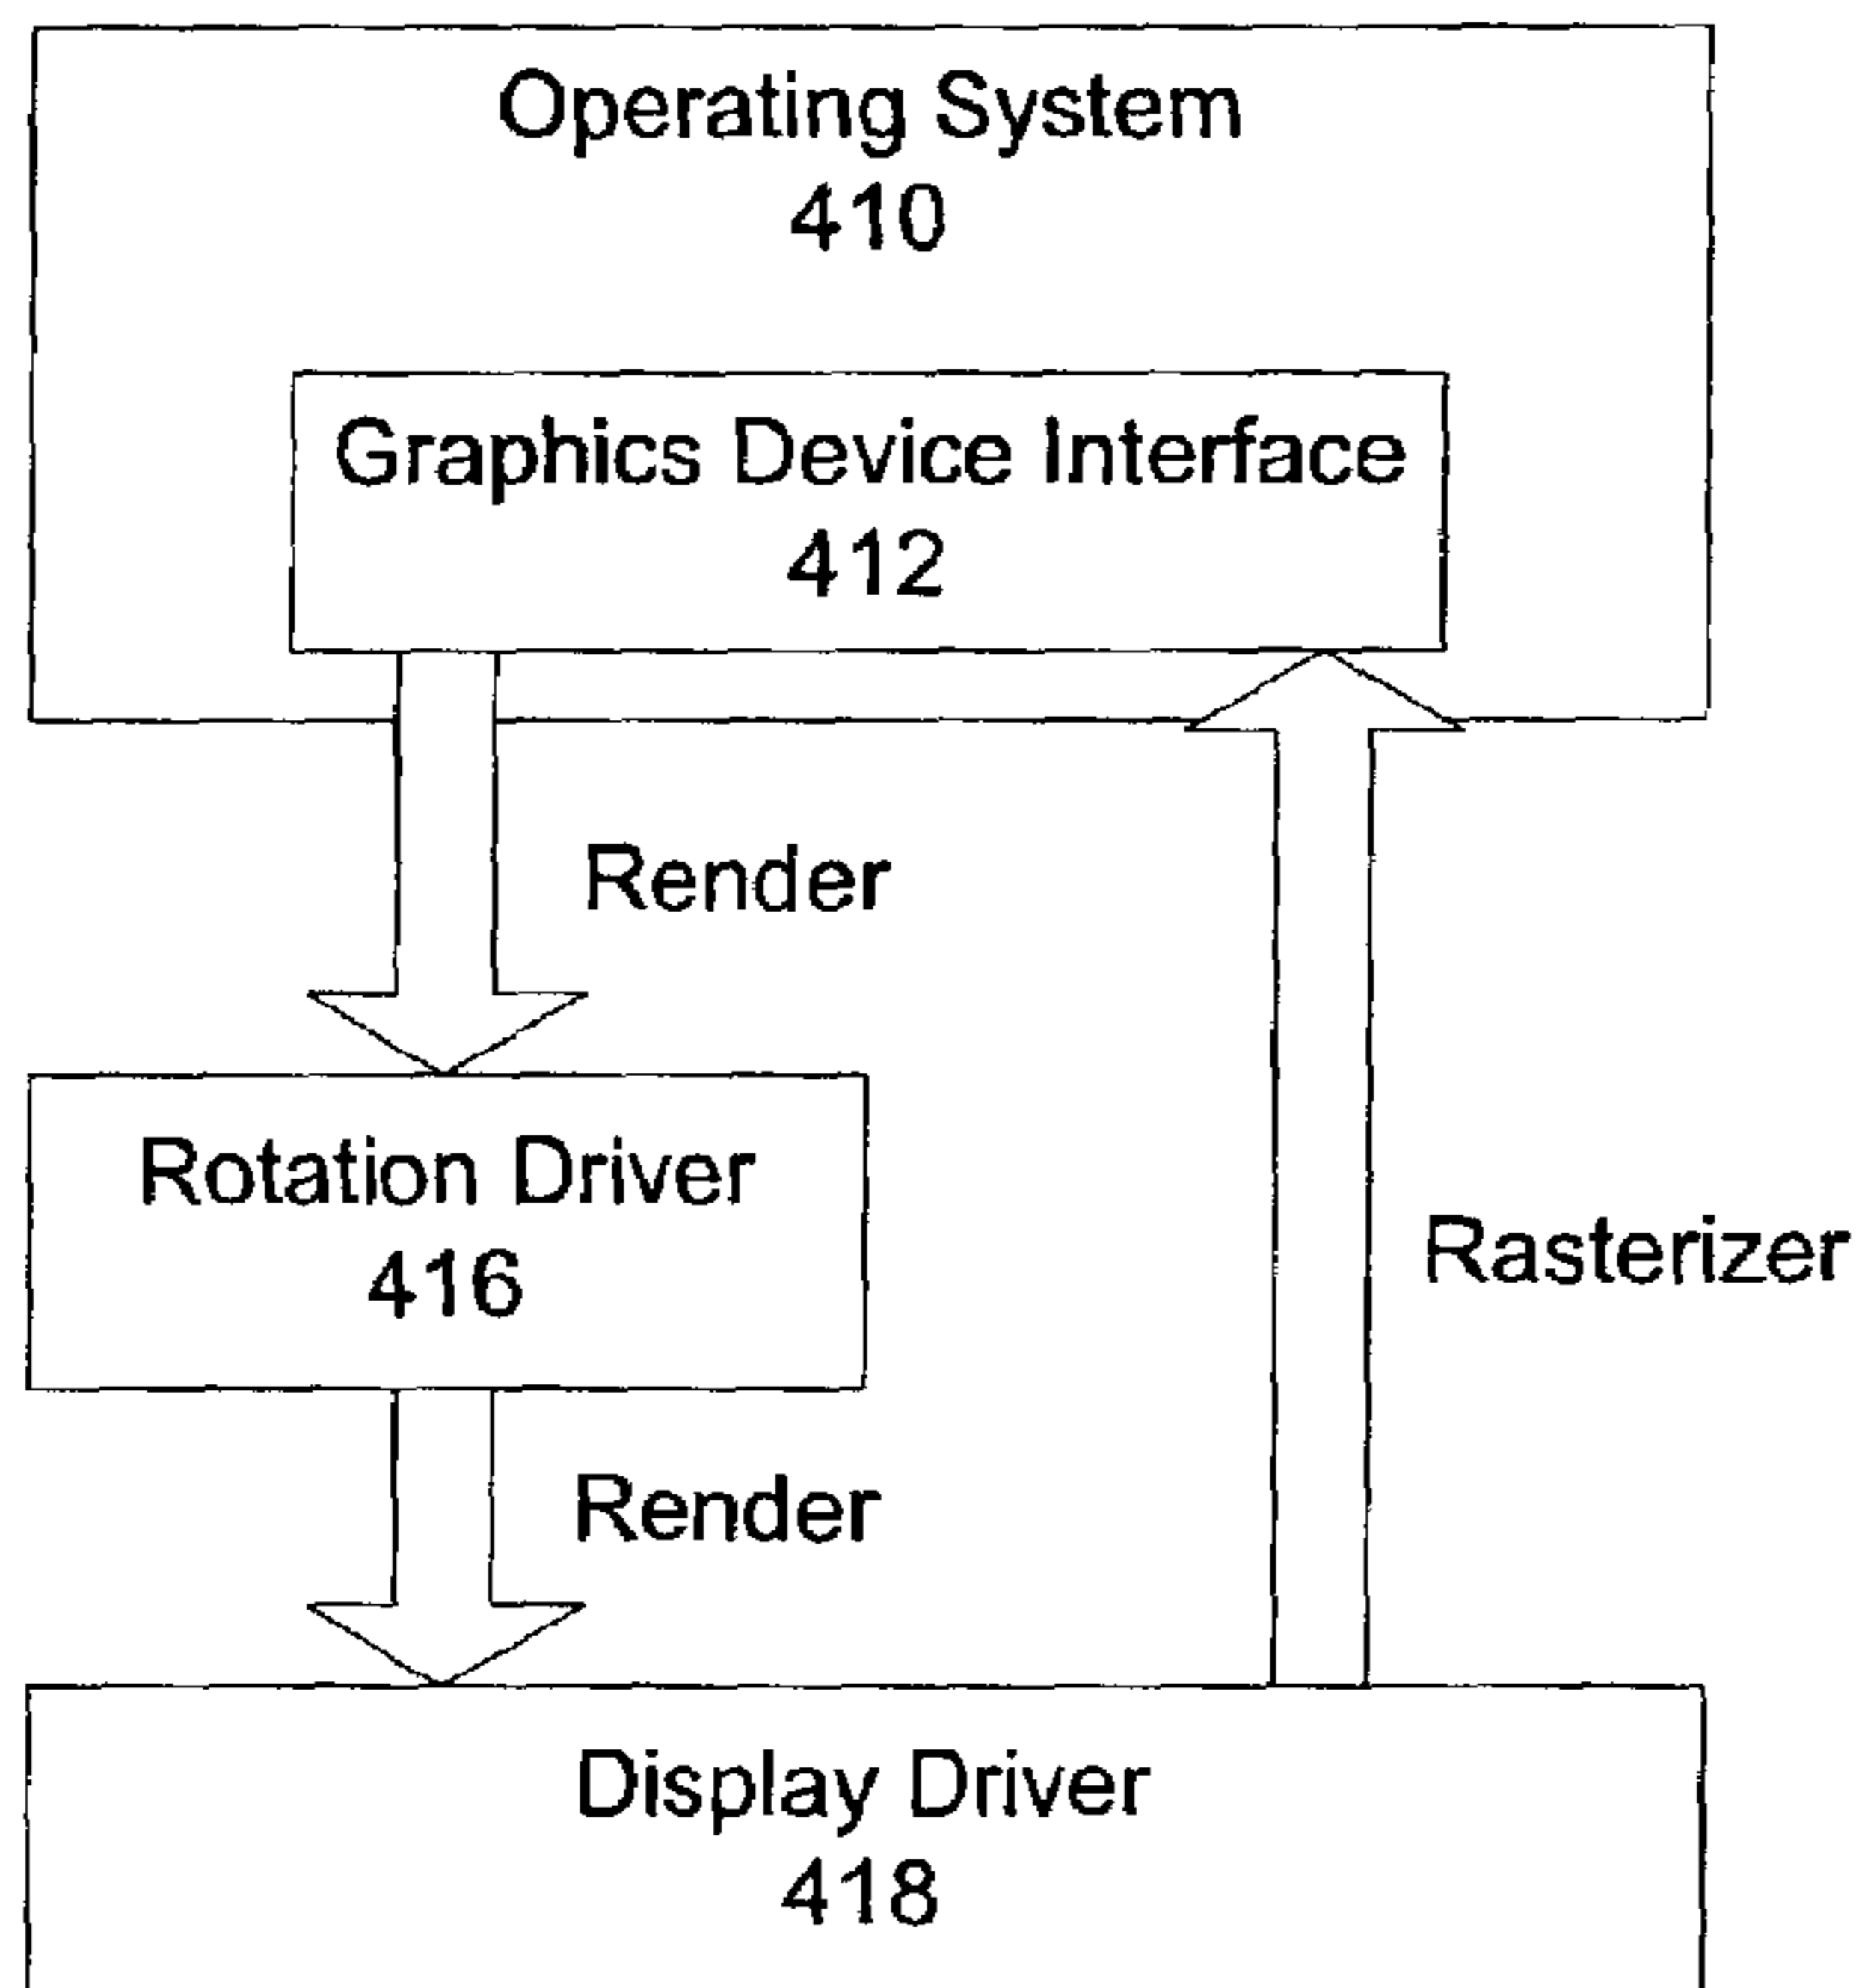 Operating System
410
Graphics Device Interface
412
Render
Rotation Driver
416
Rasterizer
Render
Display Driver
418